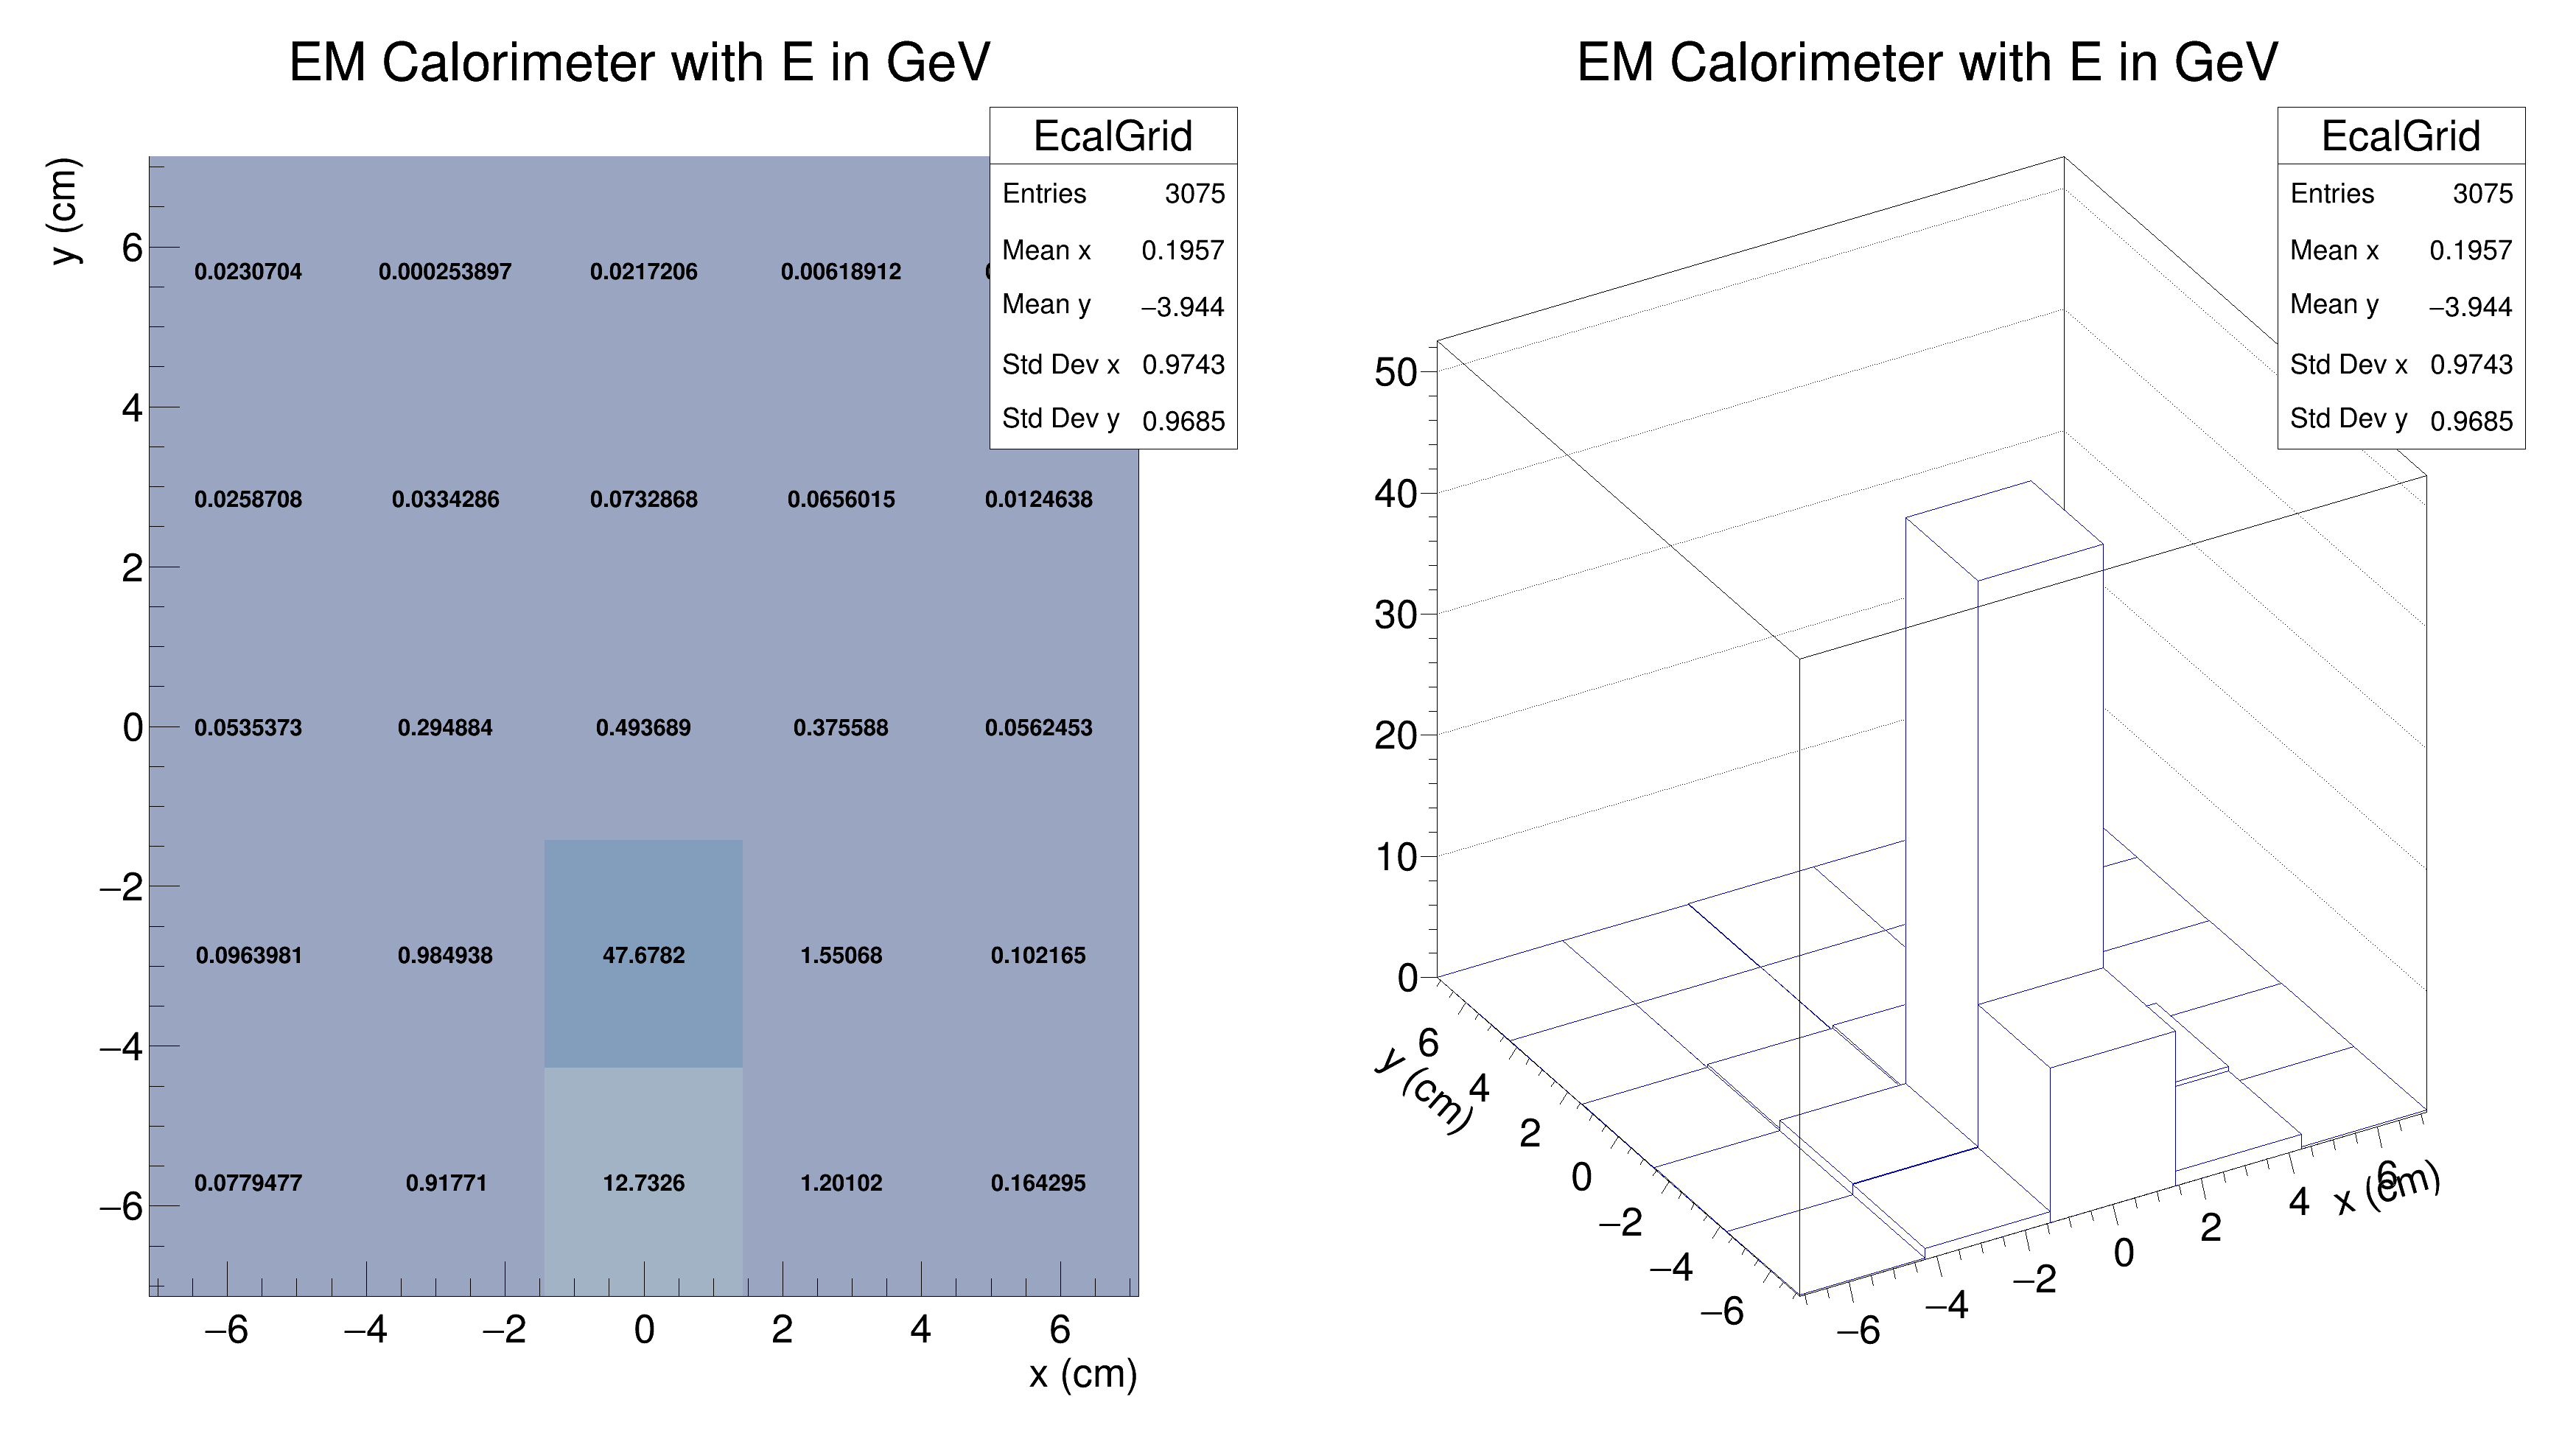 EM Calorimeter with E in GeV
EcalGrid
Entries 3075
Mean x 0.1957
Mean y −3.944
Std Dev x 0.9743
Std Dev y 0.9685
y (cm)
6
4
2
0
−2
−4
−6
0.0230704 0.000253897 0.0217206 0.00618912
0.0258708 0.0334286 0.0732868 0.0656015 0.0124638
0.0535373 0.294884 0.493689 0.375588 0.0562453
0.0963981 0.984938 47.6782 1.55068 0.102165
0.0779477 0.91771 12.7326 1.20102 0.164295
−6 −4 −2 0 2 4 6
x (cm)
EM Calorimeter with E in GeV
EcalGrid
Entries 3075
Mean x 0.1957
Mean y −3.944
Std Dev x 0.9743
Std Dev y 0.9685
50
40
30
20
10
0
6
4
2
0
−2
−4
−6
y (cm)
−6
−4
−2
0
2
4
6
x (cm)